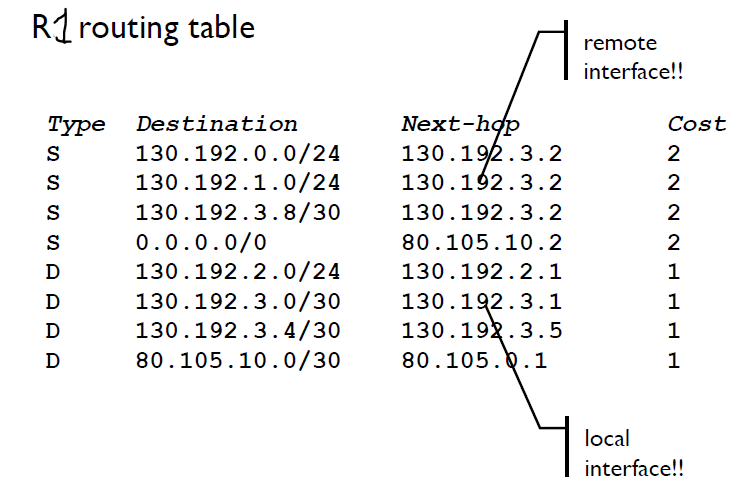 R1 routing table
remote
interface!!
Type Destination Next-hop Cost
S 130.192.0.0/24 130.192.3.2 2
S 130.192.1.0/24 130.192.3.2 2
S 130.192.3.8/30 130.192.3.2 2
S 0.0.0.0/0 80.105.10.2 2
D 130.192.2.0/24 130.192.2.1 1
D 130.192.3.0/30 130.192.3.1 1
D 130.192.3.4/30 130.192.3.5 1
D 80.105.10.0/30 80.105.0.1 1
local
interface!!